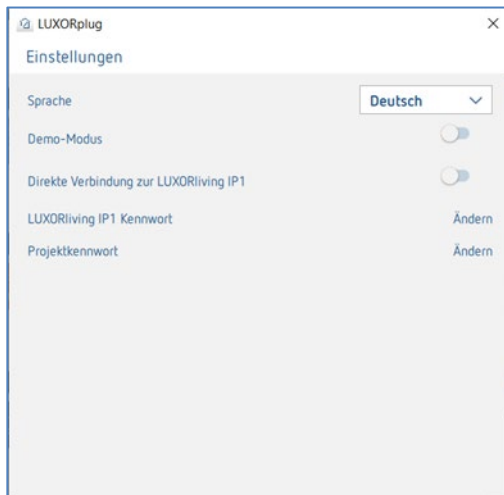 LUXORplug
Einstellungen
Sprache Deutsch
Demo-Modus
Direkte Verbindung zur LUXORliving IP1
LUXORliving IP1 Kennwort Ändern
Projektkennwort Ändern